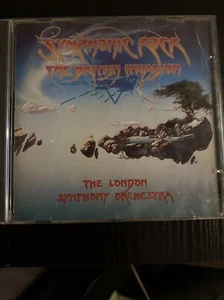 SYMPHONIC ROCK
THE BRITISH INVASION
THE LONDON
SYMPHONY ORCHESTRA